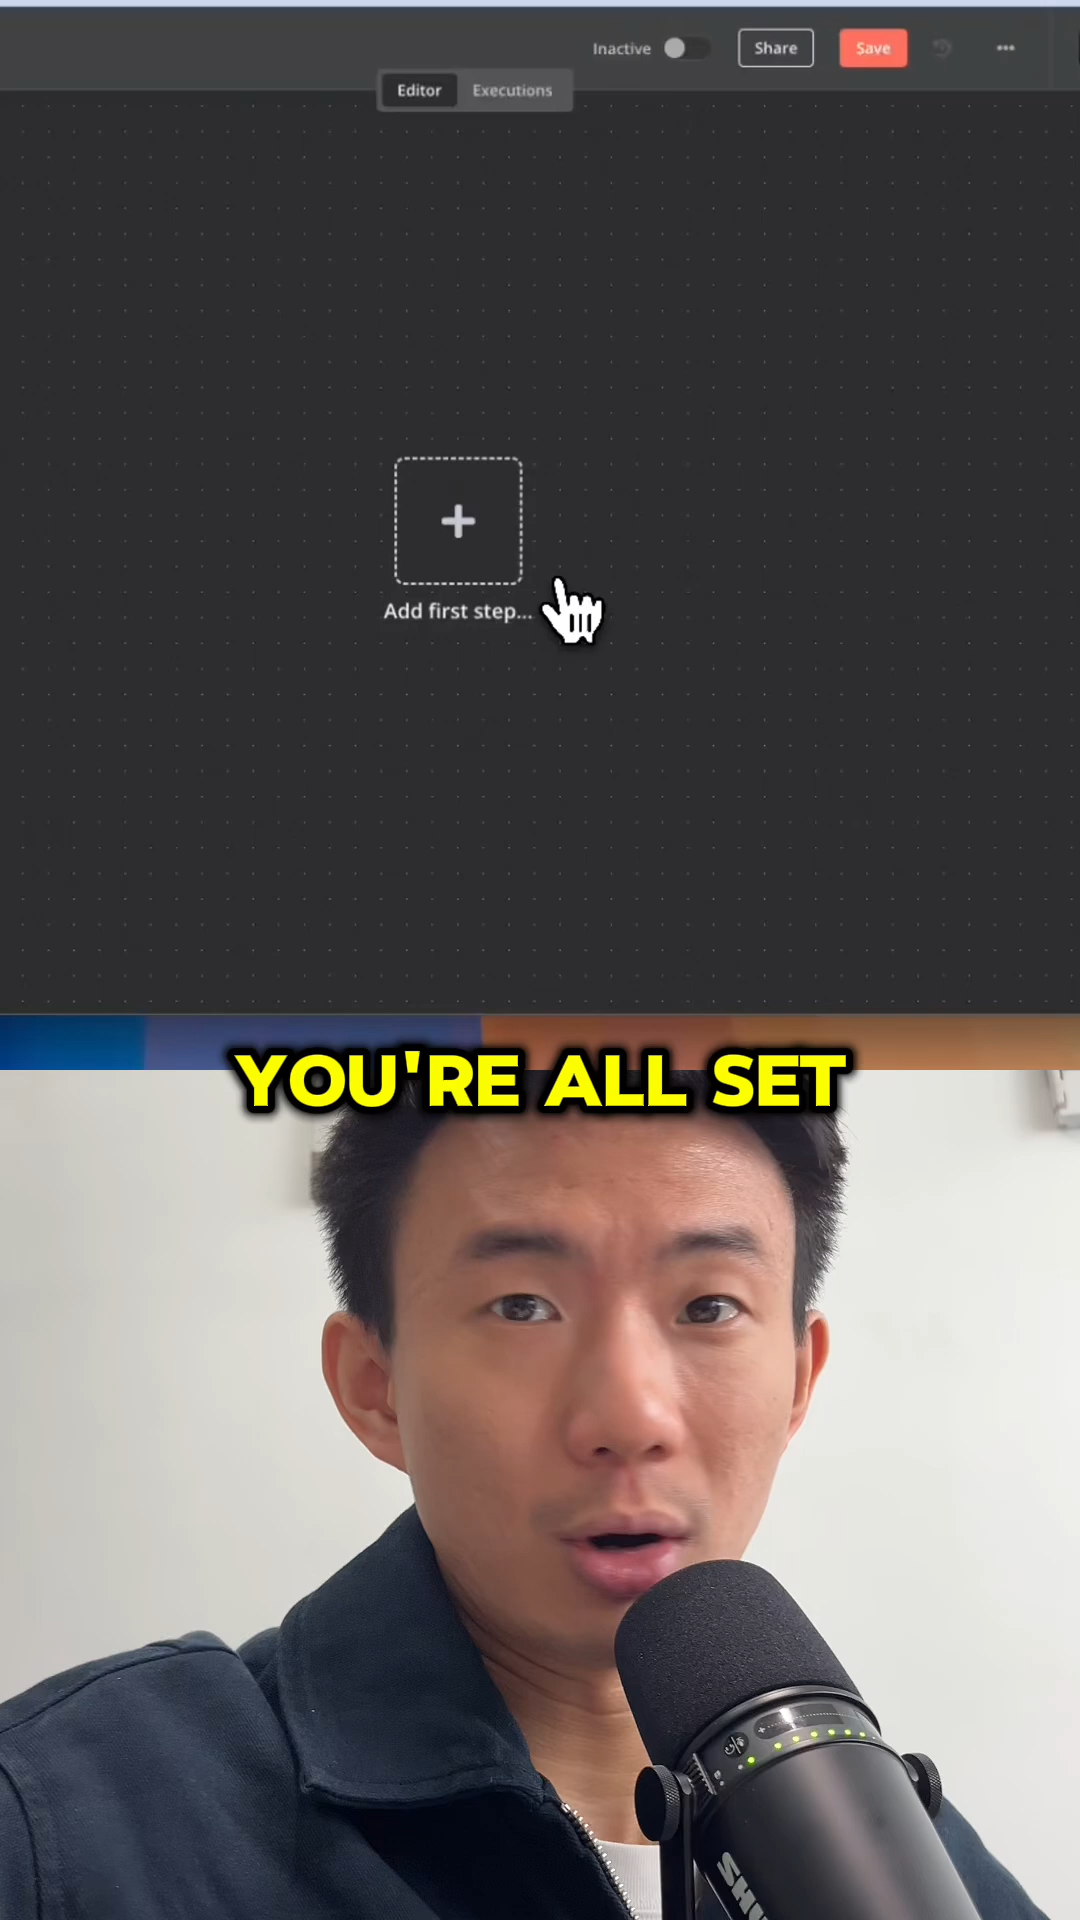 Inactive
Share
Save
Editor
Executions
Add first step...
YOU'RE ALL SET